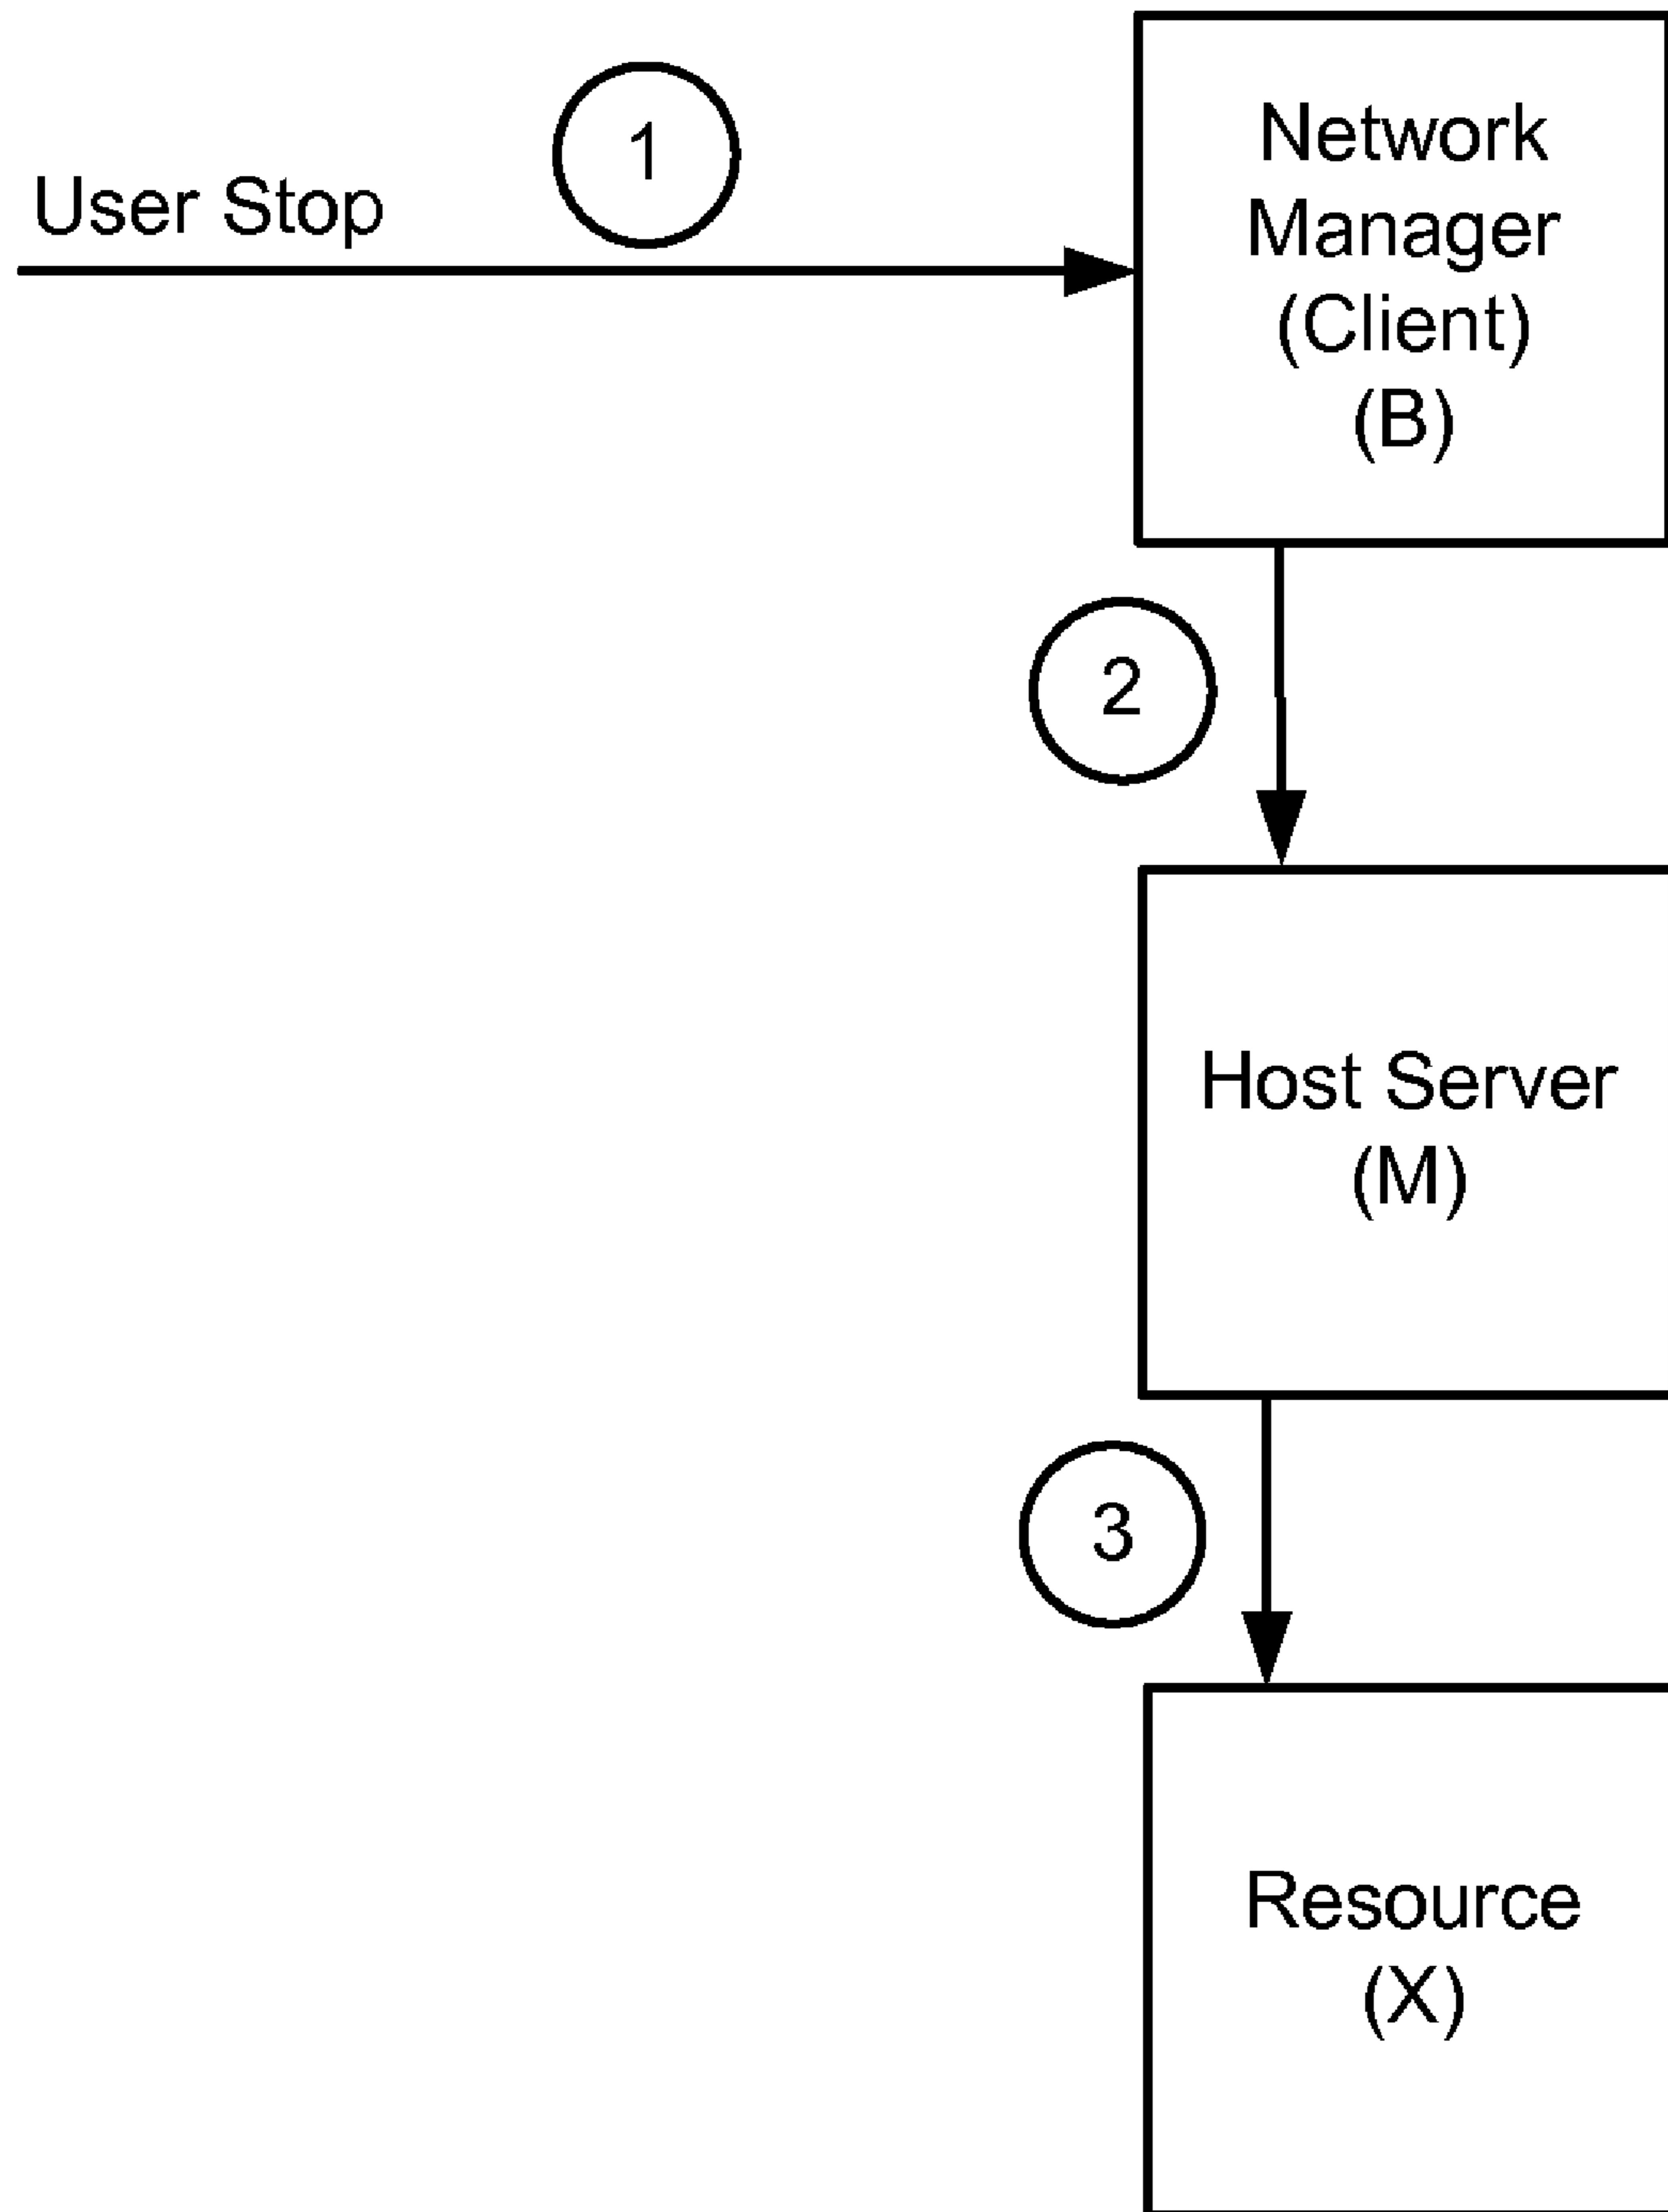 User Stop
1
Network
Manager
(Client)
(B)
2
Host Server
(M)
3
Resource
(X)